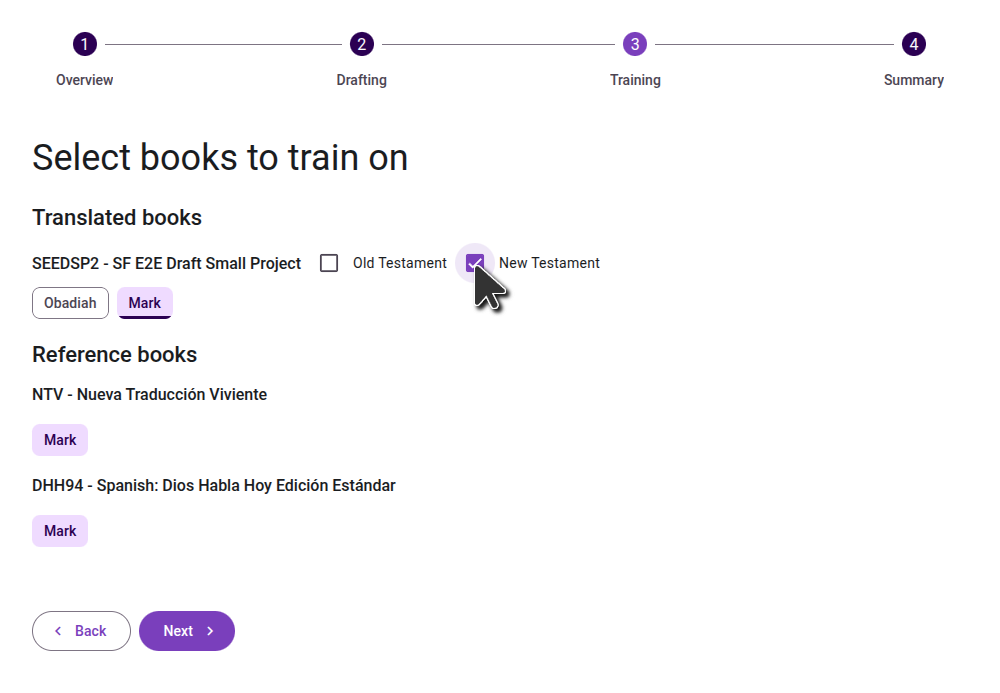 1 2 3 4
Overview Drafting Training Summary
Select books to train on
Translated books
SEEDSP2 - SF E2E Draft Small Project Old Testament New Testament
Obadiah Mark
Reference books
NTV - Nueva Traducción Viviente
Mark
DHH94 - Spanish: Dios Habla Hoy Edición Estándar
Mark
Back Next